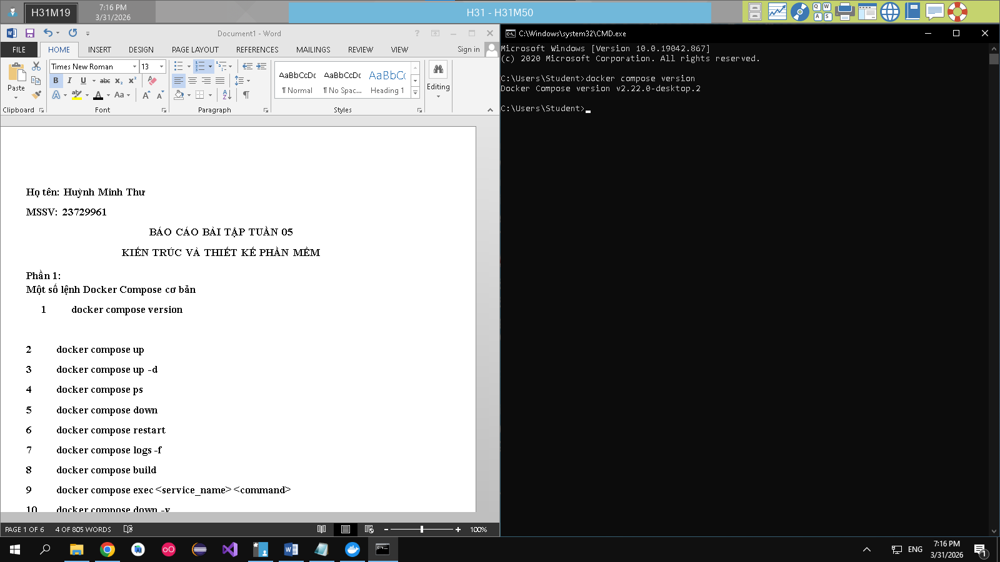 H31M19
7:16 PM
3/31/2026
H31 - H31M50
Document1 - Word
FILE HOME INSERT DESIGN PAGE LAYOUT REFERENCES MAILINGS REVIEW VIEW Sign in
Times New Roman 13
Paste
B I U abc x₂ x²
A ab A Aa A A
AaBbCcDc AaBbCcDc AaBbCc
¶ Normal ¶ No Spac... Heading 1
Editing
Clipboard Font Paragraph Styles
Họ tên: Huỳnh Minh Thư
MSSV: 23729961
BÁO CÁO BÀI TẬP TUẦN 05
KIẾN TRÚC VÀ THIẾT KẾ PHẦN MỀM
Phần 1:
Một số lệnh Docker Compose cơ bản
1 docker compose version
2 docker compose up
3 docker compose up -d
4 docker compose ps
5 docker compose down
6 docker compose restart
7 docker compose logs -f
8 docker compose build
9 docker compose exec <service_name> <command>
10 docker compose down -v
PAGE 1 OF 6 4 OF 805 WORDS 100%
C:\Windows\system32\CMD.exe
Microsoft Windows [Version 10.0.19042.867]
(c) 2020 Microsoft Corporation. All rights reserved.
C:\Users\Student>docker compose version
Docker Compose version v2.22.0-desktop.2
C:\Users\Student>
ENG
7:16 PM
3/31/2026
1